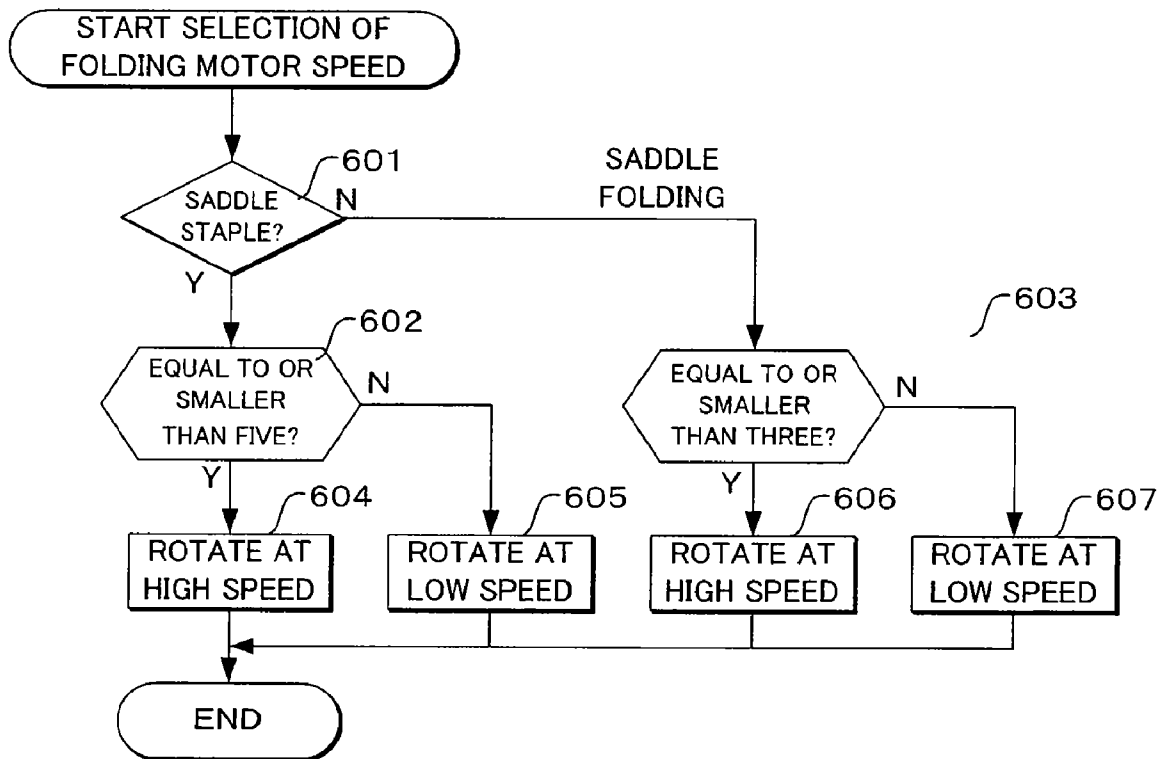 START SELECTION OF
FOLDING MOTOR SPEED
601
SADDLE
STAPLE?
N
SADDLE
FOLDING
Y
602
EQUAL TO OR
SMALLER
THAN FIVE?
N
603
EQUAL TO OR
SMALLER
THAN THREE?
N
Y
604
ROTATE AT
HIGH SPEED
605
ROTATE AT
LOW SPEED
Y
606
ROTATE AT
HIGH SPEED
607
ROTATE AT
LOW SPEED
END